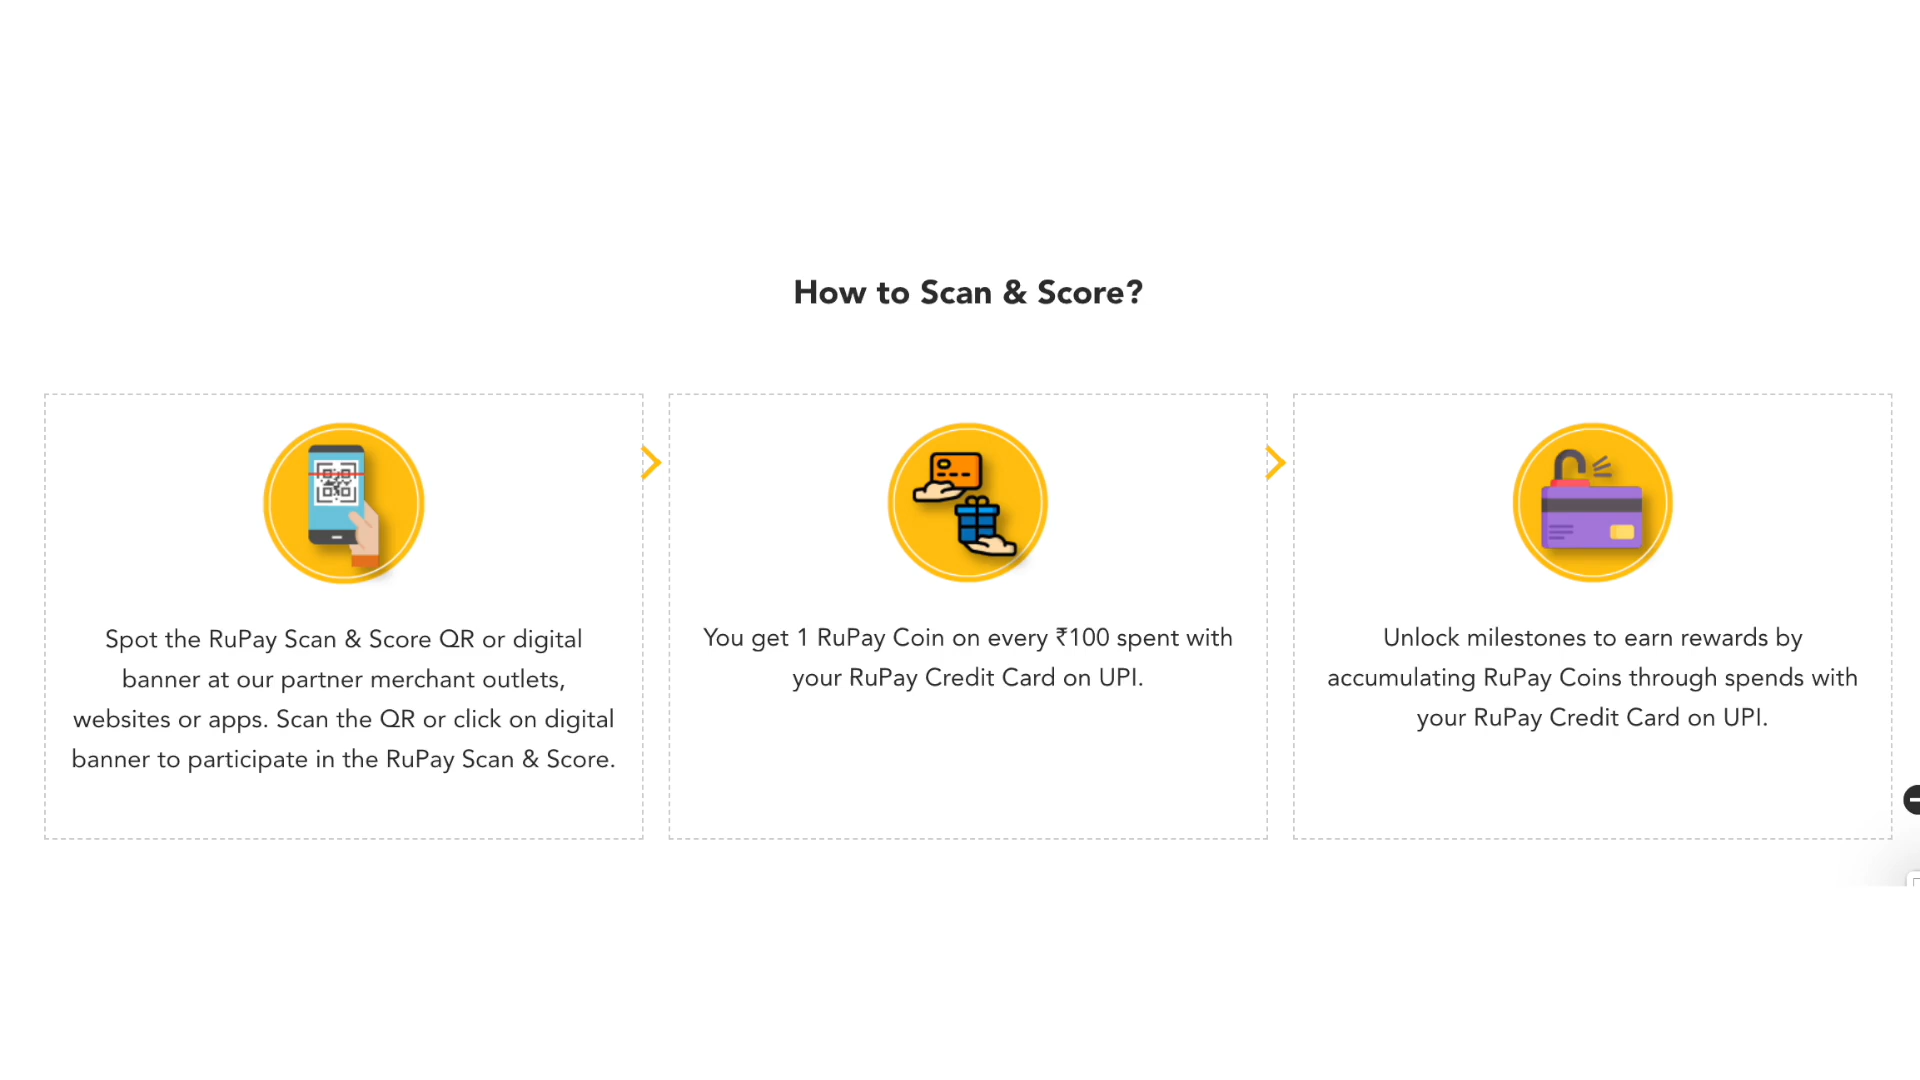 How to Scan & Score?
Spot the RuPay Scan & Score QR or digital
banner at our partner merchant outlets,
websites or apps. Scan the QR or click on digital
banner to participate in the RuPay Scan & Score.
You get 1 RuPay Coin on every ₹100 spent with
your RuPay Credit Card on UPI.
Unlock milestones to earn rewards by
accumulating RuPay Coins through spends with
your RuPay Credit Card on UPI.